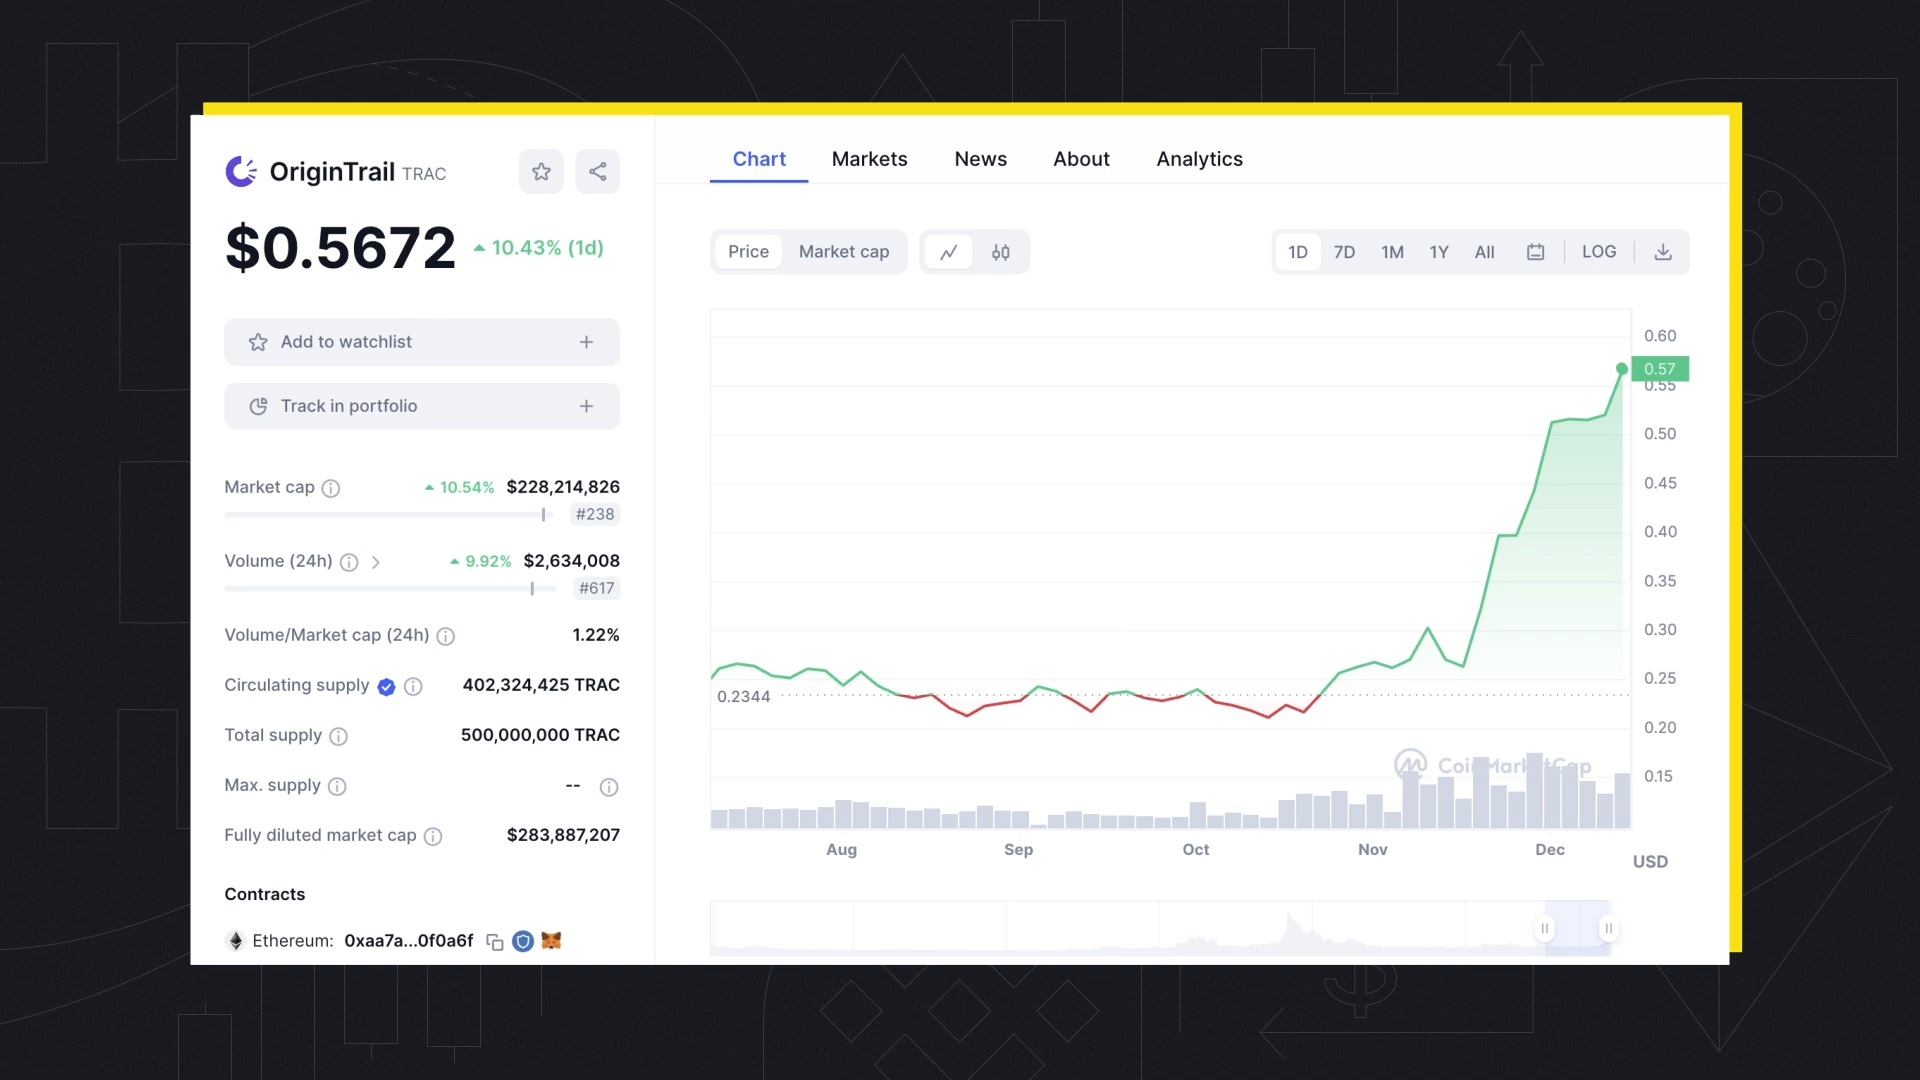 OriginTrail TRAC
$0.5672 10.43% (1d)
Add to watchlist +
Track in portfolio +
Market cap 10.54% $228,214,826
#238
Volume (24h) 9.92% $2,634,008
#617
Volume/Market cap (24h) 1.22%
Circulating supply 402,324,425 TRAC
Total supply 500,000,000 TRAC
Max. supply --
Fully diluted market cap $283,887,207
Contracts
Ethereum: 0xaa7a...0f0a6f
Chart Markets News About Analytics
Price Market cap 1D 7D 1M 1Y All LOG
0.60
0.57
0.55
0.50
0.45
0.40
0.35
0.30
0.25
0.2344
0.20
CoinMarketCap
0.15
Aug Sep Oct Nov Dec
USD